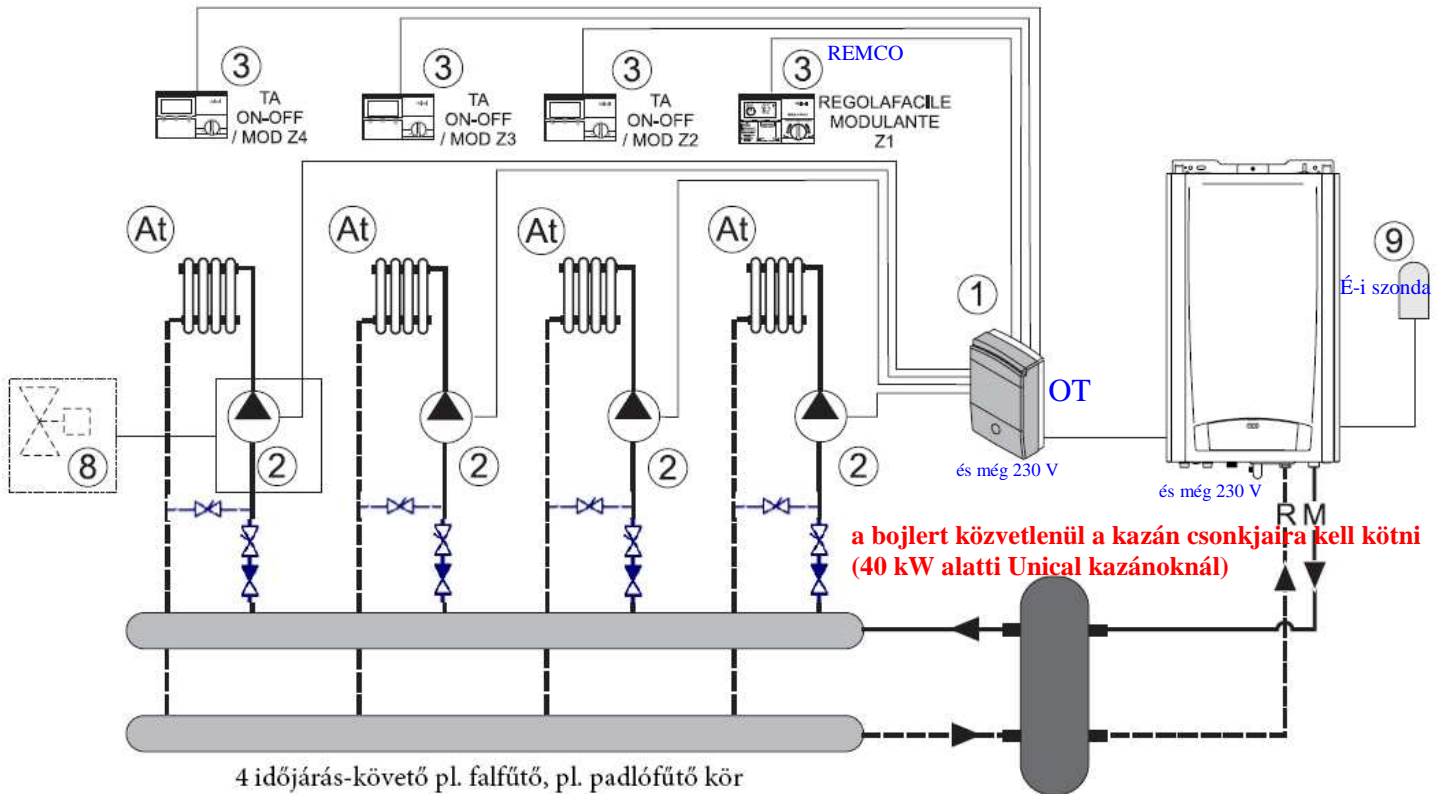 3
3
3
3
REMCO
TA
ON-OFF
/ MOD Z4
TA
ON-OFF
/ MOD Z3
TA
ON-OFF
/ MOD Z2
REGOLAFACILE
MODULANTE
Z1
At
At
At
At
9
É-i szonda
1
OT
8
2
2
2
2
és még 230 V
és még 230 V
R M
a bojlert közvetlenül a kazán csonkjaira kell kötni
(40 kW alatti Unical kazánoknál)
4 időjárás-követő pl. falfűtő, pl. padlófűtő kör